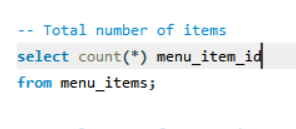 -- Total number of items
select count(*) menu_item_id
from menu_items;